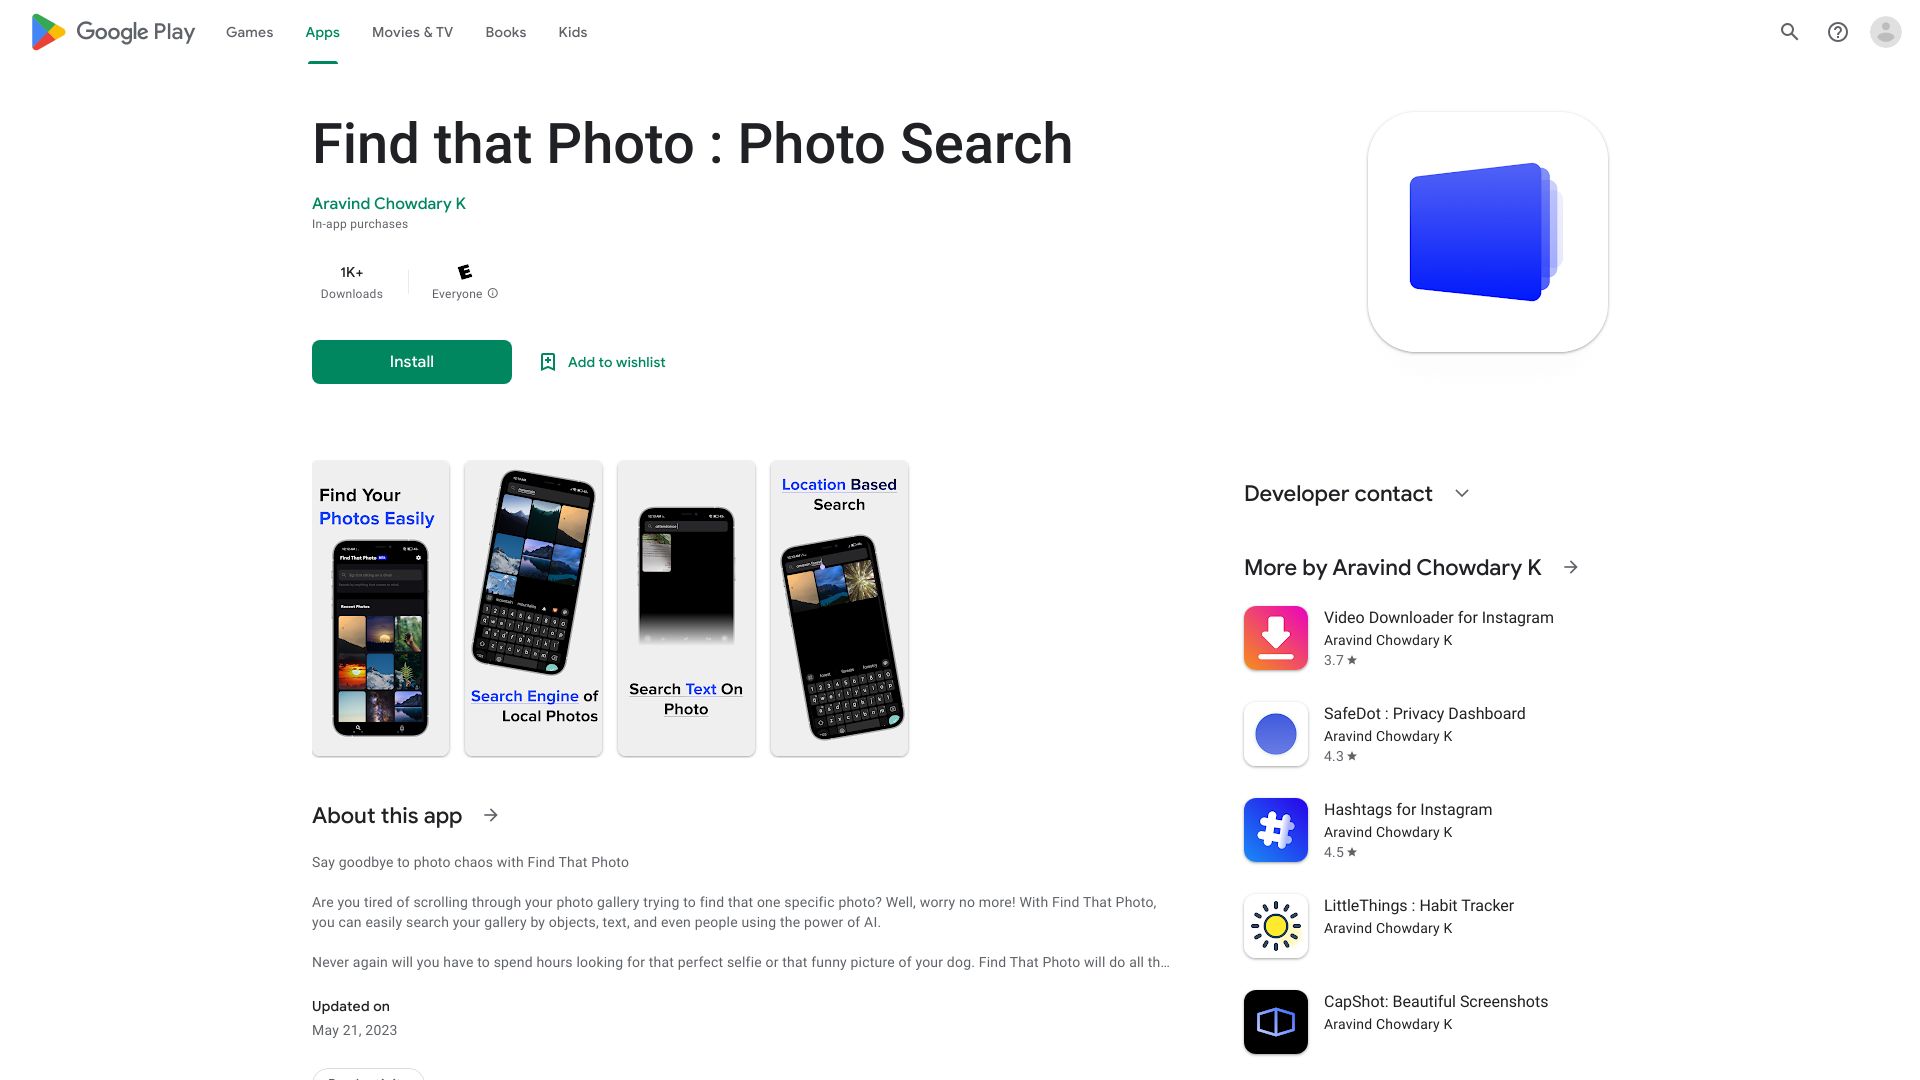 Google Play
Games
Apps
Movies & TV
Books
Kids
Find that Photo : Photo Search
Aravind Chowdary K
In-app purchases
1K+
Downloads
E
Everyone
Install
Add to wishlist
Find Your
Photos Easily
Find That Photo
Recent Photos
Search Engine of
Local Photos
attendance
Search Text On
Photo
Location Based
Search
About this app
Say goodbye to photo chaos with Find That Photo
Are you tired of scrolling through your photo gallery trying to find that one specific photo? Well, worry no more! With Find That Photo,
you can easily search your gallery by objects, text, and even people using the power of AI.
Never again will you have to spend hours looking for that perfect selfie or that funny picture of your dog. Find That Photo will do all th...
Updated on
May 21, 2023
Developer contact
More by Aravind Chowdary K
Video Downloader for Instagram
Aravind Chowdary K
3.7
SafeDot : Privacy Dashboard
Aravind Chowdary K
4.3
Hashtags for Instagram
Aravind Chowdary K
4.5
LittleThings : Habit Tracker
Aravind Chowdary K
CapShot: Beautiful Screenshots
Aravind Chowdary K